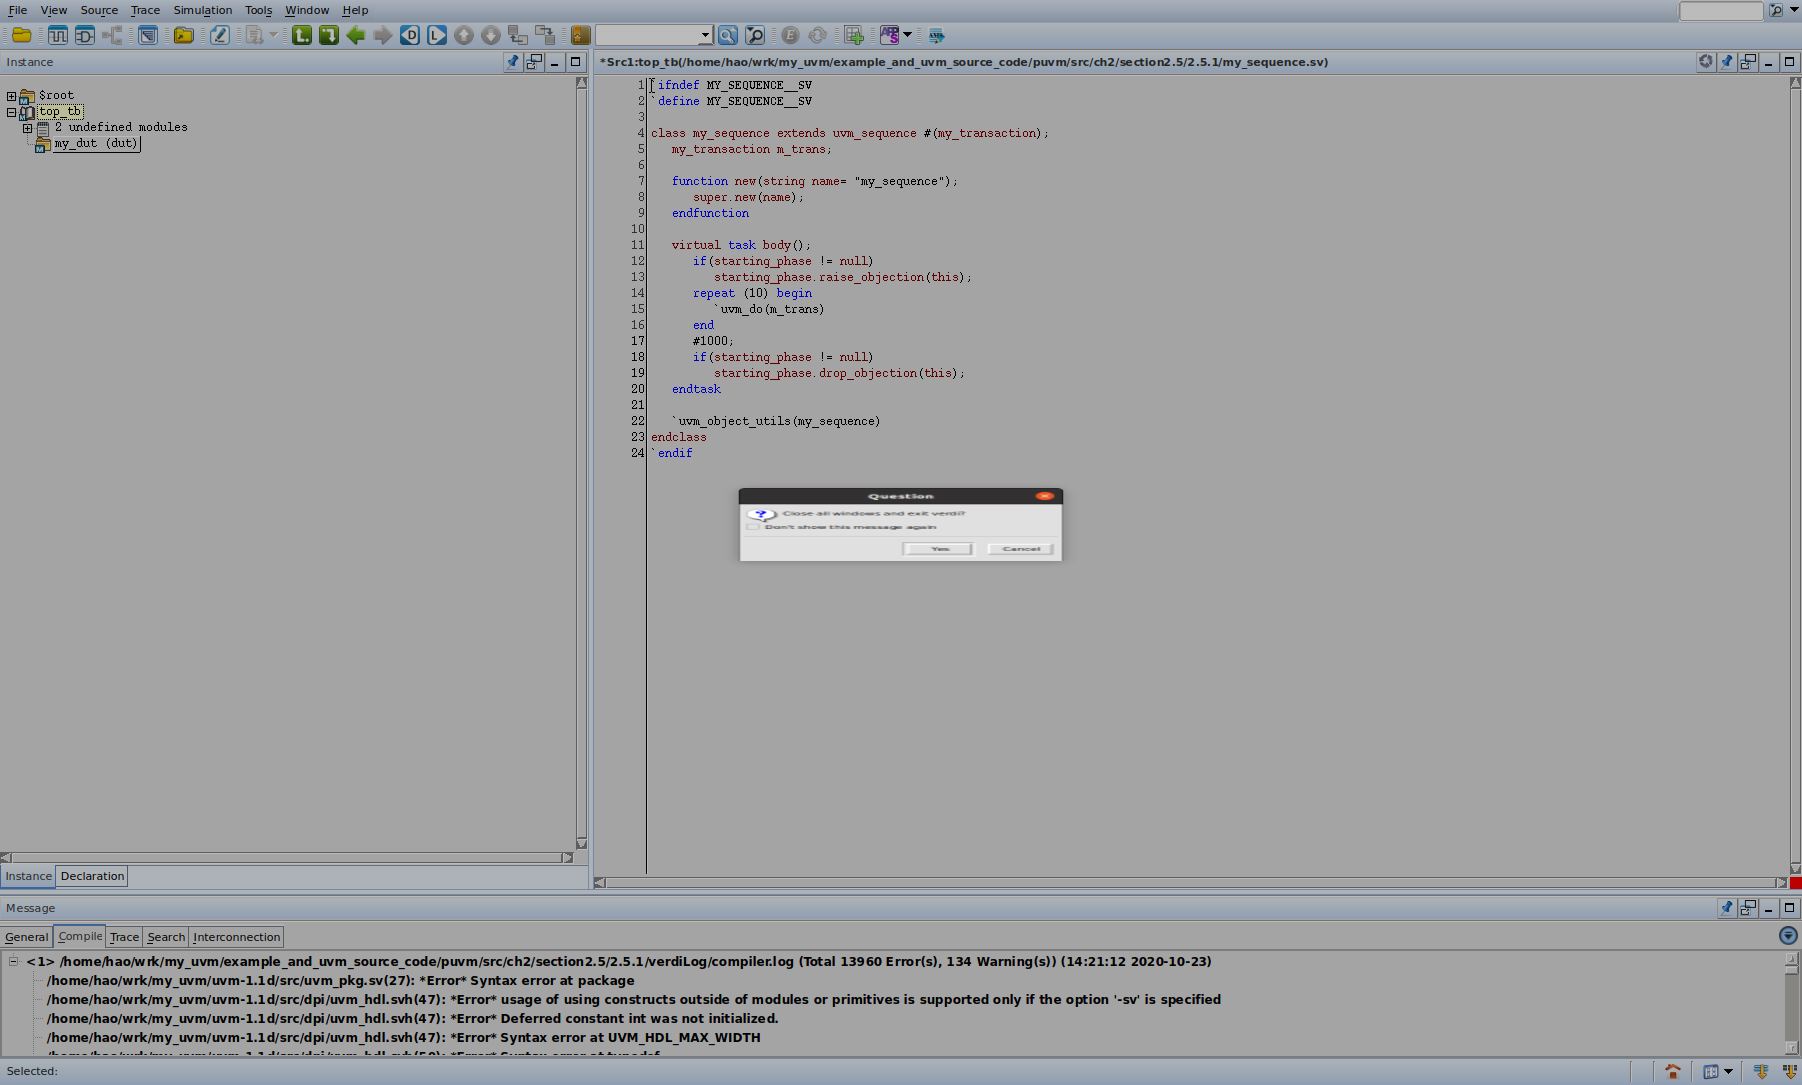 File View Source Trace Simulation Tools Window Help
Instance
*Src1:top_tb(/home/hao/wrk/my_uvm/example_and_uvm_source_code/puvm/src/ch2/section2.5/2.5.1/my_sequence.sv)
$root
top_tb
2 undefined modules
my_dut (dut)
1 `ifndef MY_SEQUENCE__SV
2 `define MY_SEQUENCE__SV
3
4 class my_sequence extends uvm_sequence #(my_transaction);
5 my_transaction m_trans;
6
7 function new(string name= "my_sequence");
8 super.new(name);
9 endfunction
10
11 virtual task body();
12 if(starting_phase != null)
13 starting_phase.raise_objection(this);
14 repeat (10) begin
15 `uvm_do(m_trans)
16 end
17 #1000;
18 if(starting_phase != null)
19 starting_phase.drop_objection(this);
20 endtask
21
22 `uvm_object_utils(my_sequence)
23 endclass
24 `endif
Question
Close all windows and exit verdi?
Don't show this message again
Yes Cancel
Instance Declaration
Message
General Compile Trace Search Interconnection
<1> /home/hao/wrk/my_uvm/example_and_uvm_source_code/puvm/src/ch2/section2.5/2.5.1/verdiLog/compiler.log (Total 13960 Error(s), 134 Warning(s)) (14:21:12 2020-10-23)
/home/hao/wrk/my_uvm/uvm-1.1d/src/uvm_pkg.sv(27): *Error* Syntax error at package
/home/hao/wrk/my_uvm/uvm-1.1d/src/dpi/uvm_hdl.svh(47): *Error* usage of using constructs outside of modules or primitives is supported only if the option '-sv' is specified
/home/hao/wrk/my_uvm/uvm-1.1d/src/dpi/uvm_hdl.svh(47): *Error* Deferred constant int was not initialized.
/home/hao/wrk/my_uvm/uvm-1.1d/src/dpi/uvm_hdl.svh(47): *Error* Syntax error at UVM_HDL_MAX_WIDTH
Selected: